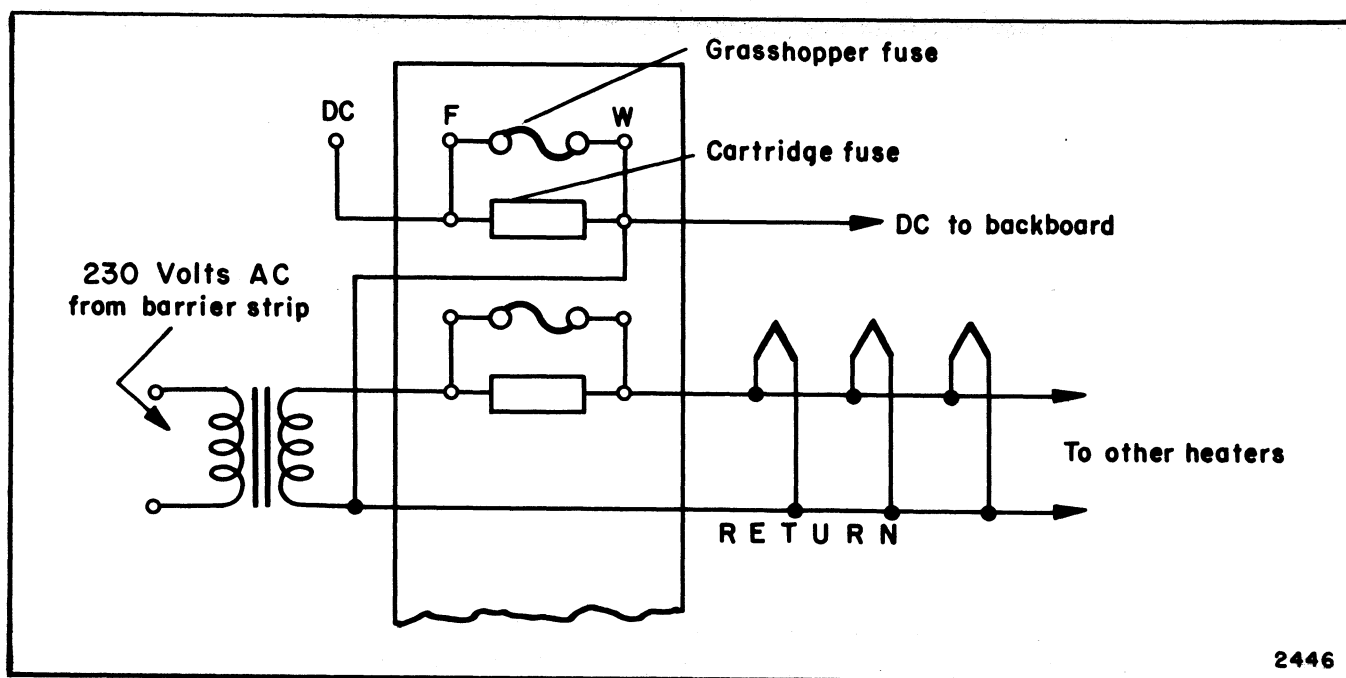 Grasshopper fuse
DC
F
W
Cartridge fuse
DC to backboard
230 Volts AC
from barrier strip
To other heaters
RETURN
2446